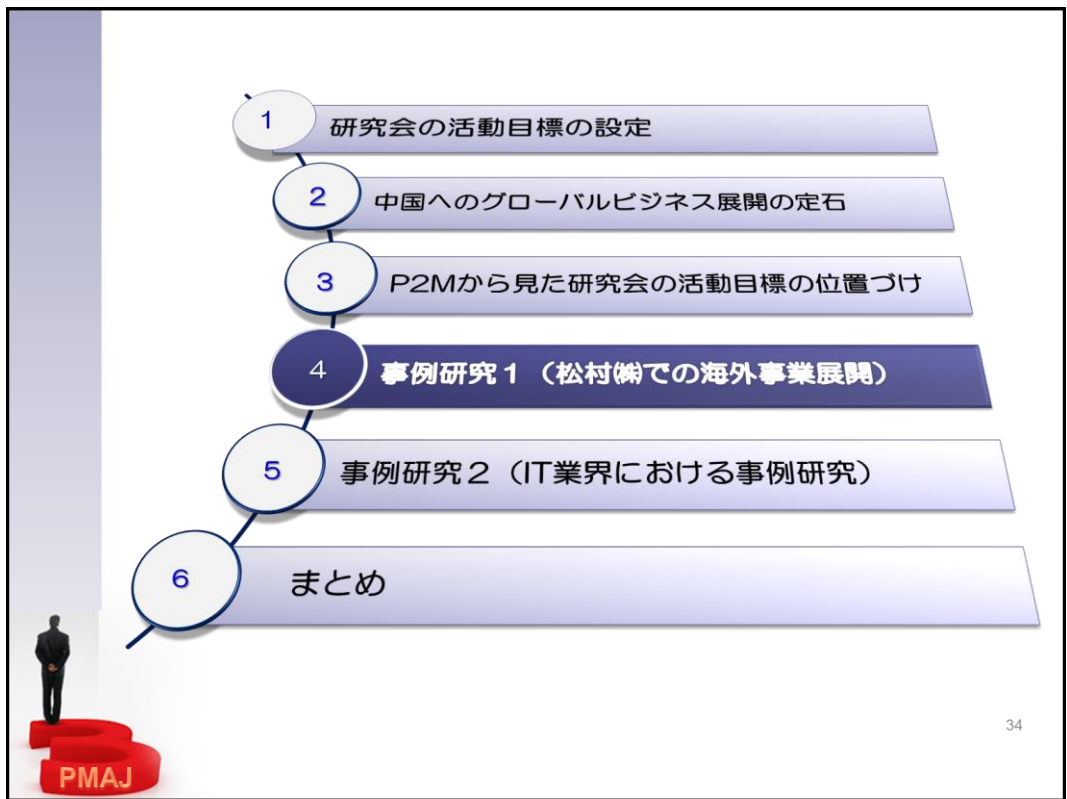 1 研究会の活動目標の設定
2 中国へのグローバルビジネス展開の定石
3 P2Mから見た研究会の活動目標の位置づけ
4 事例研究１（松村㈱での海外事業展開）
5 事例研究２（IT業界における事例研究）
6 まとめ
34
PMAJ